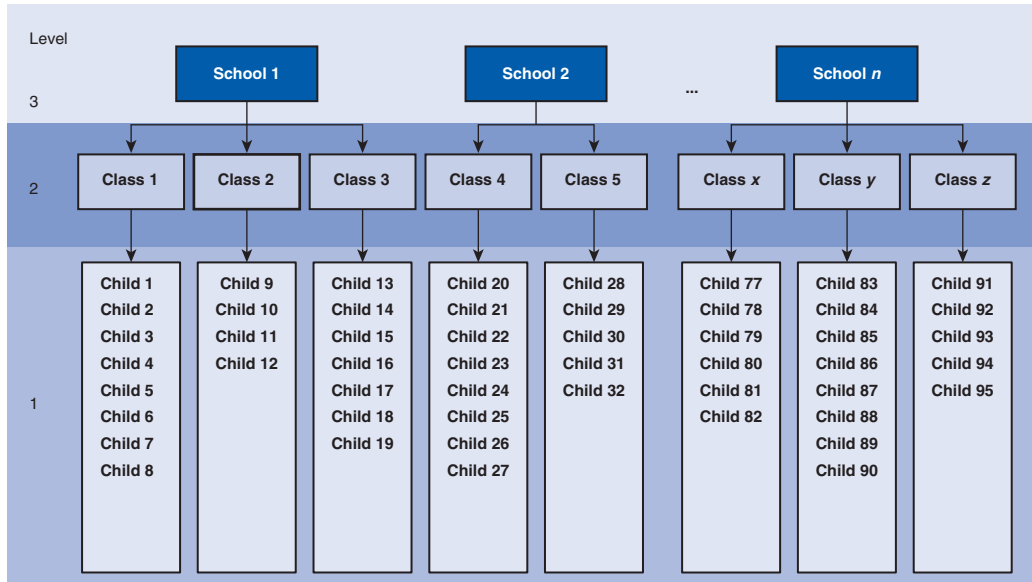 Level
3
School 1
School 2
...
School n
2
Class 1
Class 2
Class 3
Class 4
Class 5
Class x
Class y
Class z
1
Child 1
Child 2
Child 3
Child 4
Child 5
Child 6
Child 7
Child 8
Child 9
Child 10
Child 11
Child 12
Child 13
Child 14
Child 15
Child 16
Child 17
Child 18
Child 19
Child 20
Child 21
Child 22
Child 23
Child 24
Child 25
Child 26
Child 27
Child 28
Child 29
Child 30
Child 31
Child 32
Child 77
Child 78
Child 79
Child 80
Child 81
Child 82
Child 83
Child 84
Child 85
Child 86
Child 87
Child 88
Child 89
Child 90
Child 91
Child 92
Child 93
Child 94
Child 95